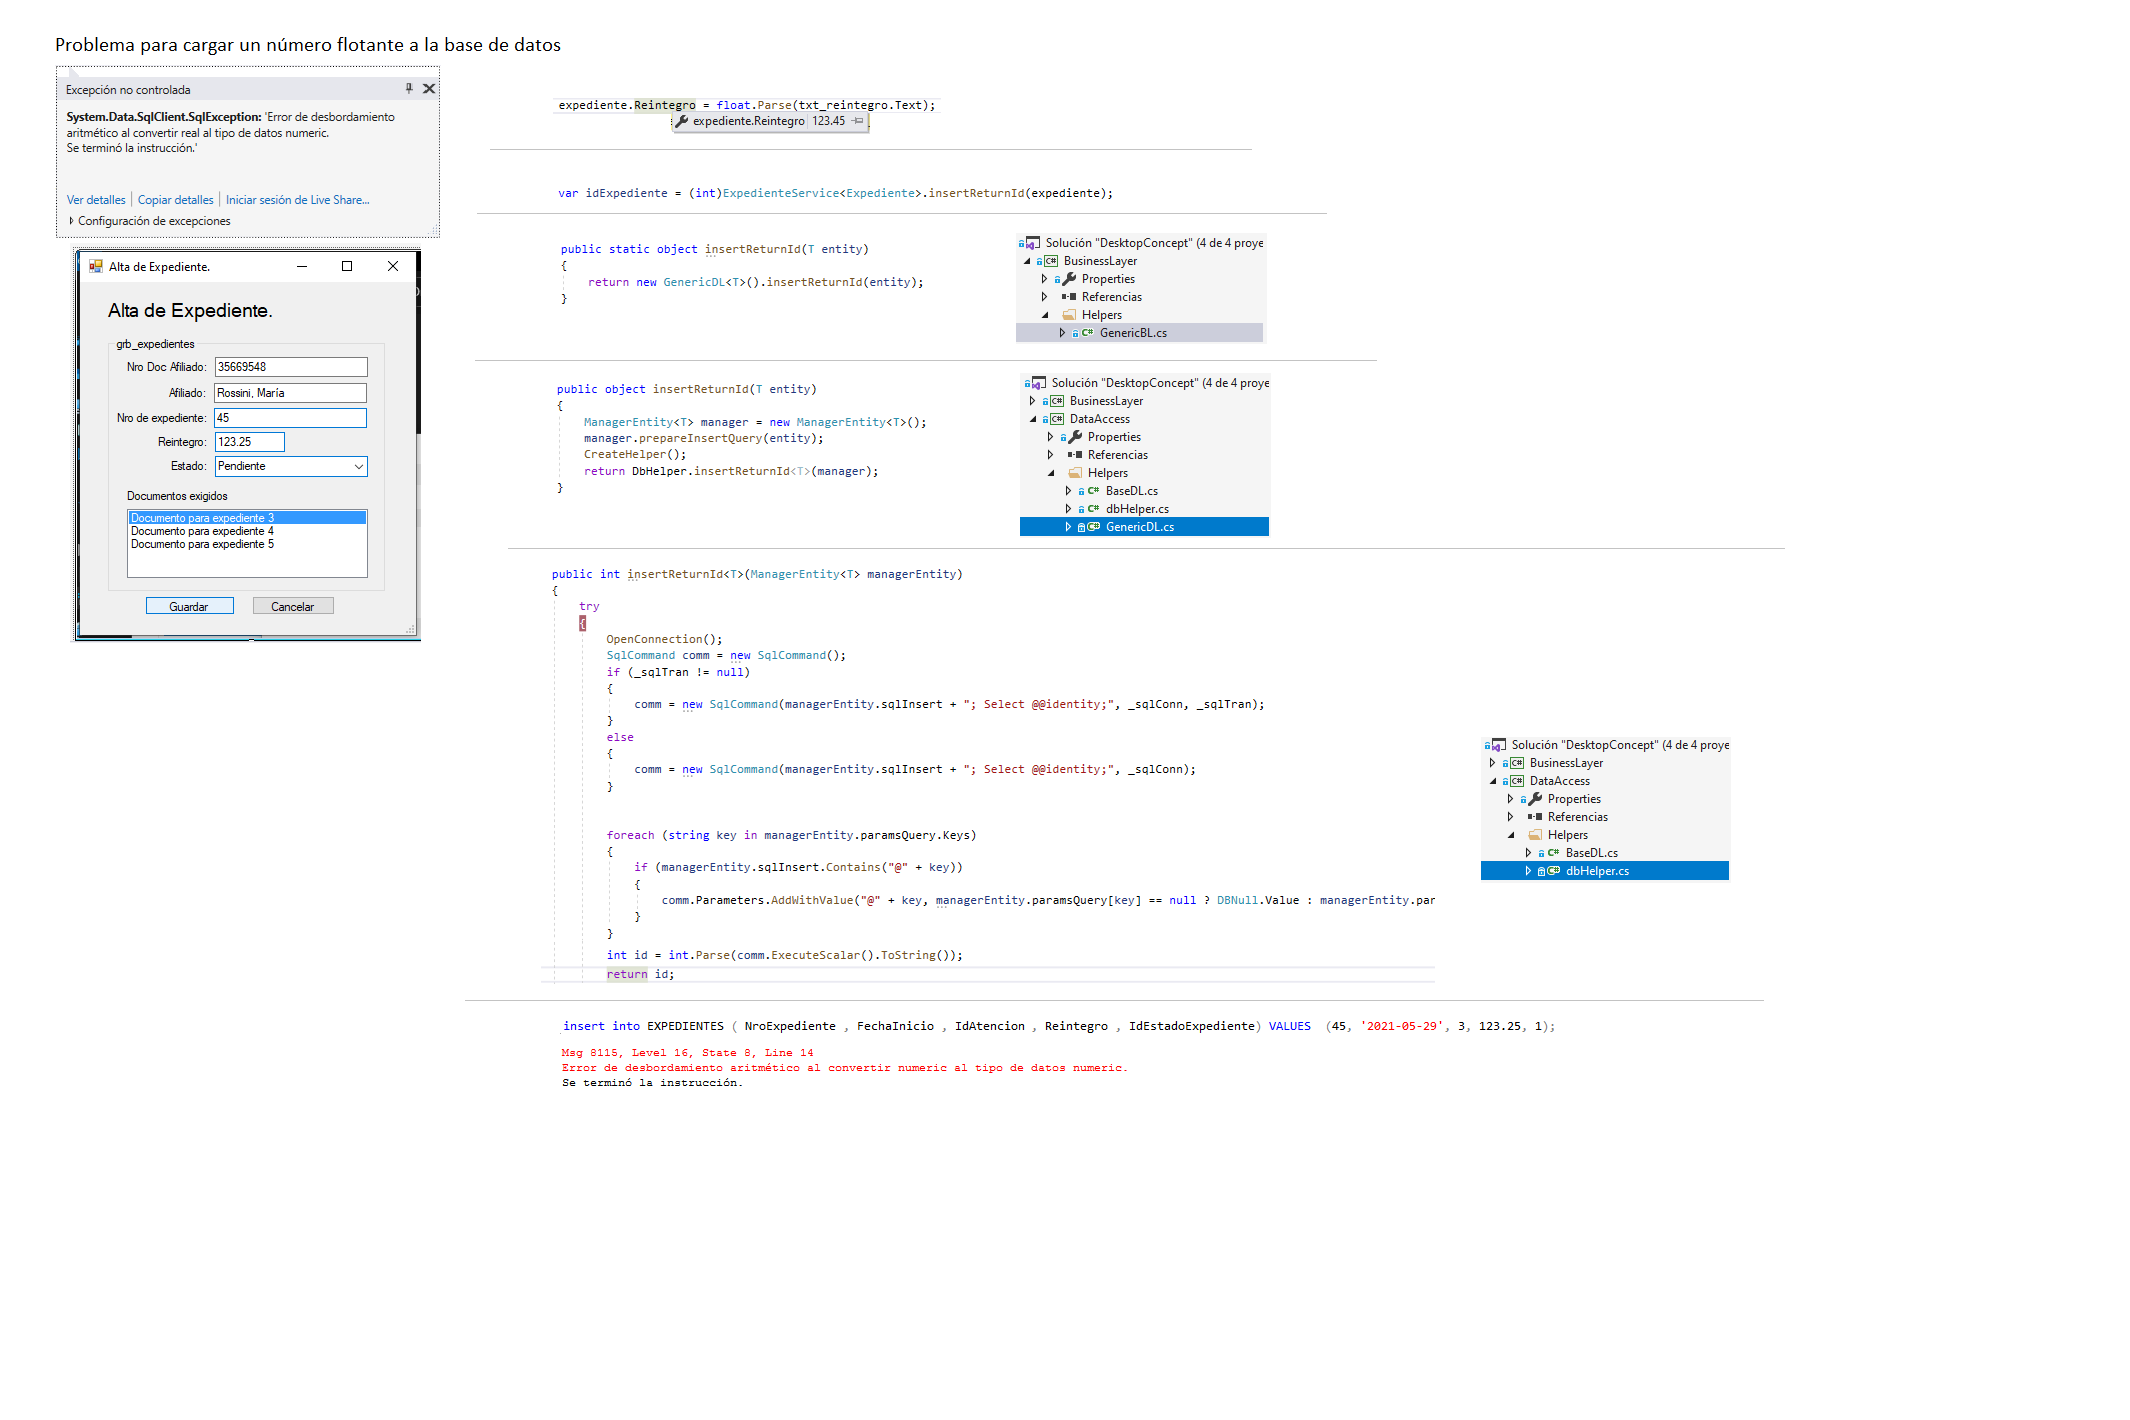 Problema para cargar un número flotante a la base de datos
Excepción no controlada
System.Data.SqlClient.SqlException: 'Error de desbordamiento
aritmético al convertir real al tipo de datos numeric.
Se terminó la instrucción.'
Ver detalles | Copiar detalles | Iniciar sesión de Live Share...
Configuración de excepciones
Alta de Expediente.
Alta de Expediente.
grb_expedientes
Nro Doc Afiliado: 35669548
Afiliado: Rossini, María
Nro de expediente: 45
Reintegro: 123.25
Estado: Pendiente
Documentos exigidos
Documento para expediente 3
Documento para expediente 4
Documento para expediente 5
Guardar Cancelar
expediente.Reintegro = float.Parse(txt_reintegro.Text);
expediente.Reintegro 123.45
var idExpediente = (int)ExpedienteService<Expediente>.insertReturnId(expediente);
public static object insertReturnId(T entity)
{
return new GenericDL<T>().insertReturnId(entity);
}
Solución "DesktopConcept" (4 de 4 proye
C# BusinessLayer
Properties
Referencias
Helpers
C# GenericBL.cs
public object insertReturnId(T entity)
{
ManagerEntity<T> manager = new ManagerEntity<T>();
manager.prepareInsertQuery(entity);
CreateHelper();
return DbHelper.insertReturnId<T>(manager);
}
Solución "DesktopConcept" (4 de 4 proye
C# BusinessLayer
C# DataAccess
Properties
Referencias
Helpers
C# BaseDL.cs
C# dbHelper.cs
C# GenericDL.cs
public int insertReturnId<T>(ManagerEntity<T> managerEntity)
{
try
{
OpenConnection();
SqlCommand comm = new SqlCommand();
if (_sqlTran != null)
{
comm = new SqlCommand(managerEntity.sqlInsert + "; Select @@identity;", _sqlConn, _sqlTran);
}
else
{
comm = new SqlCommand(managerEntity.sqlInsert + "; Select @@identity;", _sqlConn);
}
foreach (string key in managerEntity.paramsQuery.Keys)
{
if (managerEntity.sqlInsert.Contains("@" + key))
{
comm.Parameters.AddWithValue("@" + key, managerEntity.paramsQuery[key] == null ? DBNull.Value : managerEntity.par
}
}
int id = int.Parse(comm.ExecuteScalar().ToString());
return id;
Solución "DesktopConcept" (4 de 4 proye
C# BusinessLayer
C# DataAccess
Properties
Referencias
Helpers
C# BaseDL.cs
C# dbHelper.cs
insert into EXPEDIENTES ( NroExpediente , FechaInicio , IdAtencion , Reintegro , IdEstadoExpediente) VALUES (45, '2021-05-29', 3, 123.25, 1);
Msg 8115, Level 16, State 8, Line 14
Error de desbordamiento aritmético al convertir numeric al tipo de datos numeric.
Se terminó la instrucción.